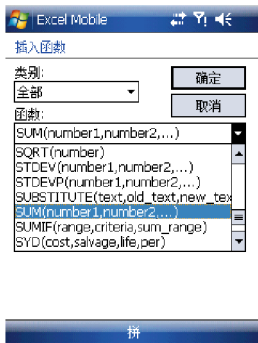 Excel Mobile
插入函数
类别:
确定
全部
取消
函数:
SUM(number1,number2,...)
SQRT(number)
STDEV(number1,number2,...)
STDEVP(number1,number2,...)
SUBSTITUTE(text,old_text,new_tex
SUM(number1,number2,...)
SUMIF(range,criteria,sum_range)
SYD(cost,salvage,life,per)
拼